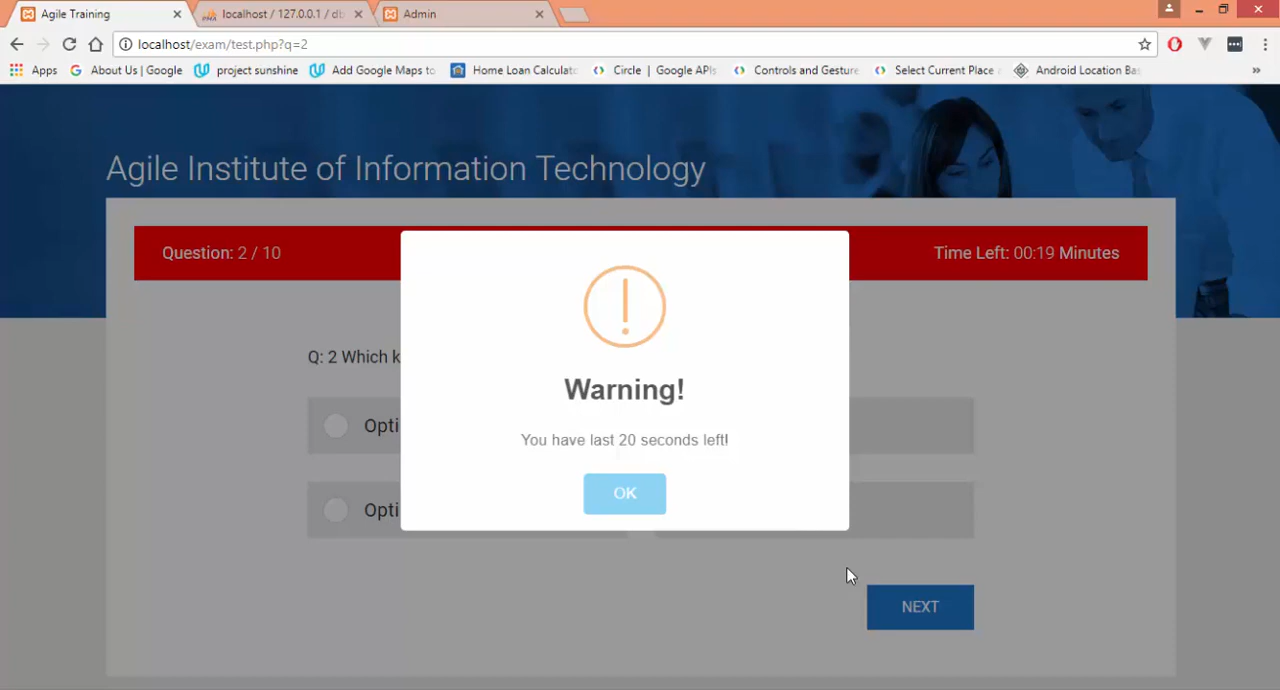 Agile Training
localhost / 127.0.0.1 / db
Admin
localhost/exam/test.php?q=2
Apps
About Us | Google
project sunshine
Add Google Maps to
Home Loan Calculat
Circle | Google APIs
Controls and Gesture
Select Current Place
Android Location Bas
Agile Institute of Information Technology
Question: 2 / 10
Time Left: 00:19 Minutes
Warning!
You have last 20 seconds left!
OK
Q: 2 Which k
Opti
Opti
NEXT